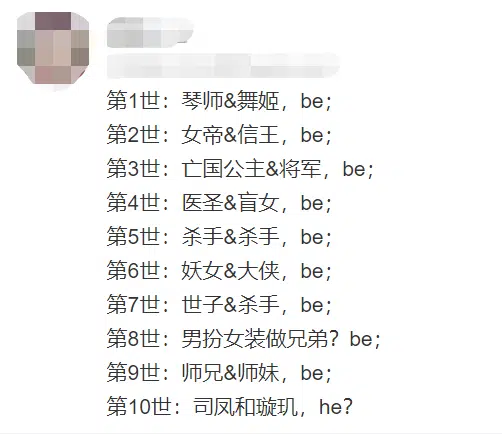 第1世：琴师&舞姬，be；
第2世：女帝&信王，be；
第3世：亡国公主&将军，be；
第4世：医圣&盲女，be；
第5世：杀手&杀手，be；
第6世：妖女&大侠，be；
第7世：世子&杀手，be；
第8世：男扮女装做兄弟？be；
第9世：师兄&师妹，be；
第10世：司凤和璇玑，he？